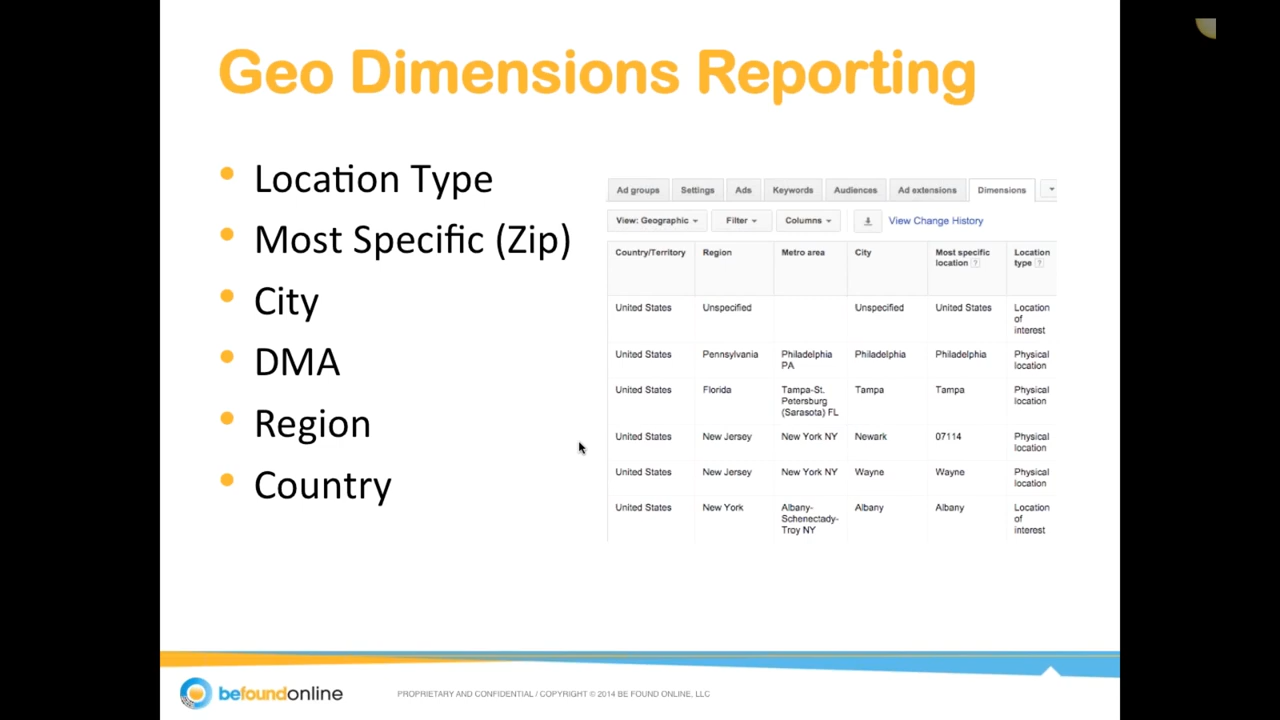 Geo Dimensions Reporting
Location Type
Most Specific (Zip)
City
DMA
Region
Country
Ad groups Settings Ads Keywords Audiences Ad extensions Dimensions
View: Geographic Filter Columns View Change History
Country/Territory Region Metro area City Most specific location ? Location type ?
United States Unspecified Unspecified United States Location of interest
United States Pennsylvania Philadelphia PA Philadelphia Philadelphia Physical location
United States Florida Tampa-St. Petersburg (Sarasota) FL Tampa Tampa Physical location
United States New Jersey New York NY Newark 07114 Physical location
United States New Jersey New York NY Wayne Wayne Physical location
United States New York Albany-Schenectady-Troy NY Albany Albany Location of interest
befoundonline
PROPRIETARY AND CONFIDENTIAL / COPYRIGHT © 2014 BE FOUND ONLINE, LLC